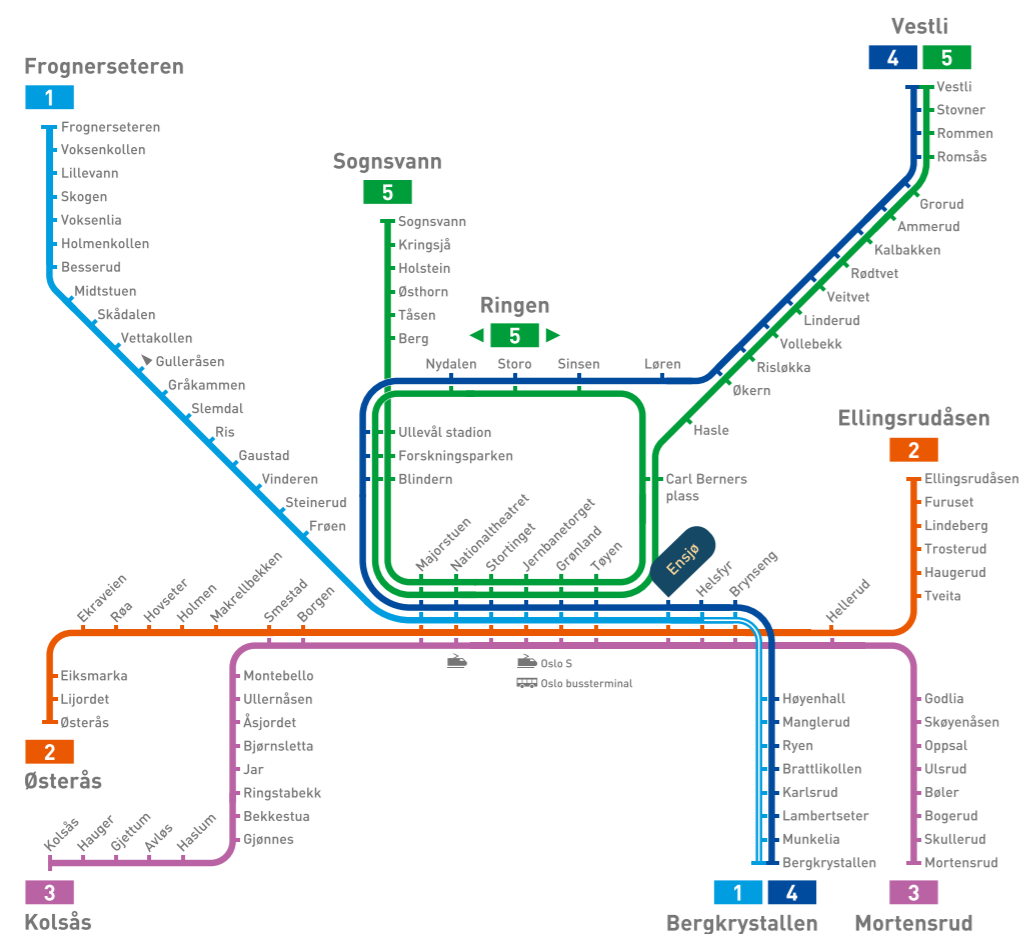 Vestli
4 5
Frognerseteren
1
Vestli
Stovner
Rommen
Romsås
Grorud
Ammerud
Kalbakken
Rødtvet
Veitvet
Linderud
Vollebekk
Risløkka
Økern
Hasle
Carl Berners
plass
Frognerseteren
Voksenkollen
Lillevann
Skogen
Voksenlia
Holmenkollen
Besserud
Midtstuen
Skådalen
Vettakollen
Gulleråsen
Gråkammen
Slemdal
Ris
Gaustad
Vinderen
Steinerud
Frøen
Sognsvann
5
Sognsvann
Kringsjå
Holstein
Østhorn
Tåsen
Berg
Ringen
5
Nydalen
Storo
Sinsen
Løren
Ullevål stadion
Forskningsparken
Blindern
Majorstuen
Nationaltheatret
Stortinget
Jernbanetorget
Grønland
Tøyen
Ensjø
Helsfyr
Brynseng
Hellerud
Ellingsrudåsen
2
Ellingsrudåsen
Furuset
Lindeberg
Trosterud
Haugerud
Tveita
Ekraveien
Røa
Hovseter
Holmen
Makrellbekken
Smestad
Borgen
Oslo S
Oslo bussterminal
Eiksmarka
Lijordet
Østerås
2
Østerås
Montebello
Ullernåsen
Åsjordet
Bjørnsletta
Jar
Ringstabekk
Bekkestua
Gjønnes
Kolsås
Hauger
Gjettum
Avløs
Haslum
3
Kolsås
Høyenhall
Manglerud
Ryen
Brattlikollen
Karlsrud
Lambertseter
Munkelia
Bergkrystallen
1 4
Bergkrystallen
Godlia
Skøyenåsen
Oppsal
Ulsrud
Bøler
Bogerud
Skullerud
Mortensrud
3
Mortensrud